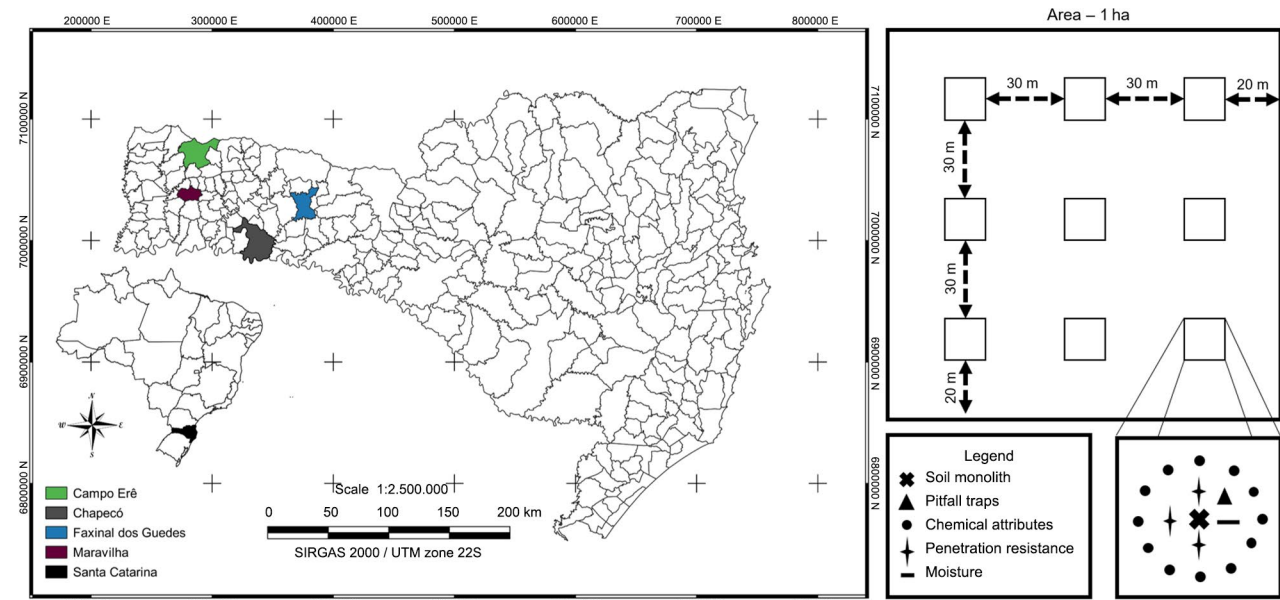 200000 E 300000 E 400000 E 500000 E 600000 E 700000 E 800000 E
7100000 N
7000000 N
6900000 N
6800000 N
7100000 N
7000000 N
6900000 N
6800000 N
N
W E
S
Campo Erê
Chapecó
Faxinal dos Guedes
Maravilha
Santa Catarina
Scale 1:2.500.000
0 50 100 150 200 km
SIRGAS 2000 / UTM zone 22S
Area – 1 ha
30 m 30 m 20 m
30 m
30 m
20 m
Legend
Soil monolith
Pitfall traps
Chemical attributes
Penetration resistance
Moisture